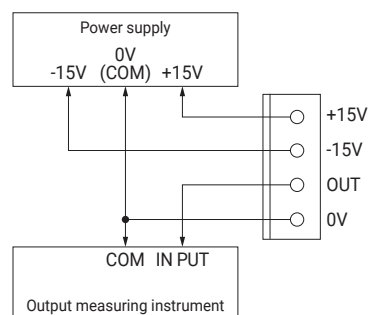 Power supply
0V
-15V (COM) +15V
+15V
-15V
OUT
0V
COM IN PUT
Output measuring instrument